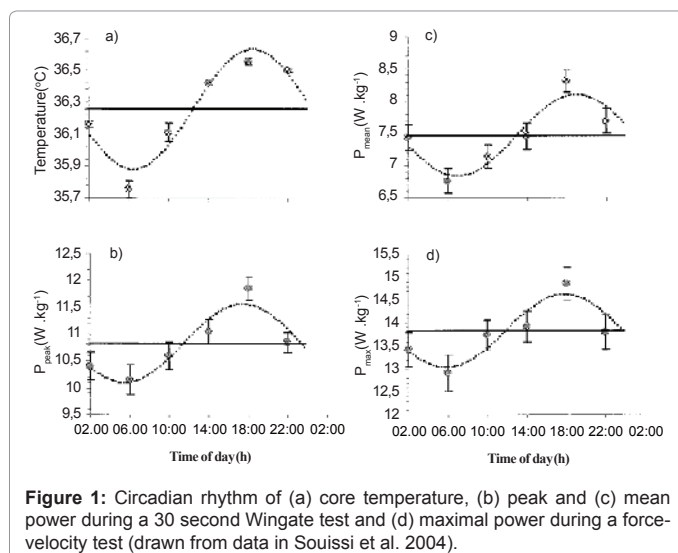 a)
36,7
36,5
36,3
36,1
35,9
35,7
Temperature(°C)
c)
8,5
8
7,5
7
6,5
P mean (W .kg-1)
b)
12,5
12
11,5
11
10,5
10
9,5
P peak (W .kg-1)
02.00 06.00 10:00 14:00 18:00 22:00 02:00
Time of day(h)
d)
15,5
15
14,5
14
13,5
13
12,5
12
P max (W .kg-1)
02.00 06.00 10:00 14:00 18:00 22:00 02:00
Time of day(h)
Figure 1: Circadian rhythm of (a) core temperature, (b) peak and (c) mean
power during a 30 second Wingate test and (d) maximal power during a force-
velocity test (drawn from data in Souissi et al. 2004).